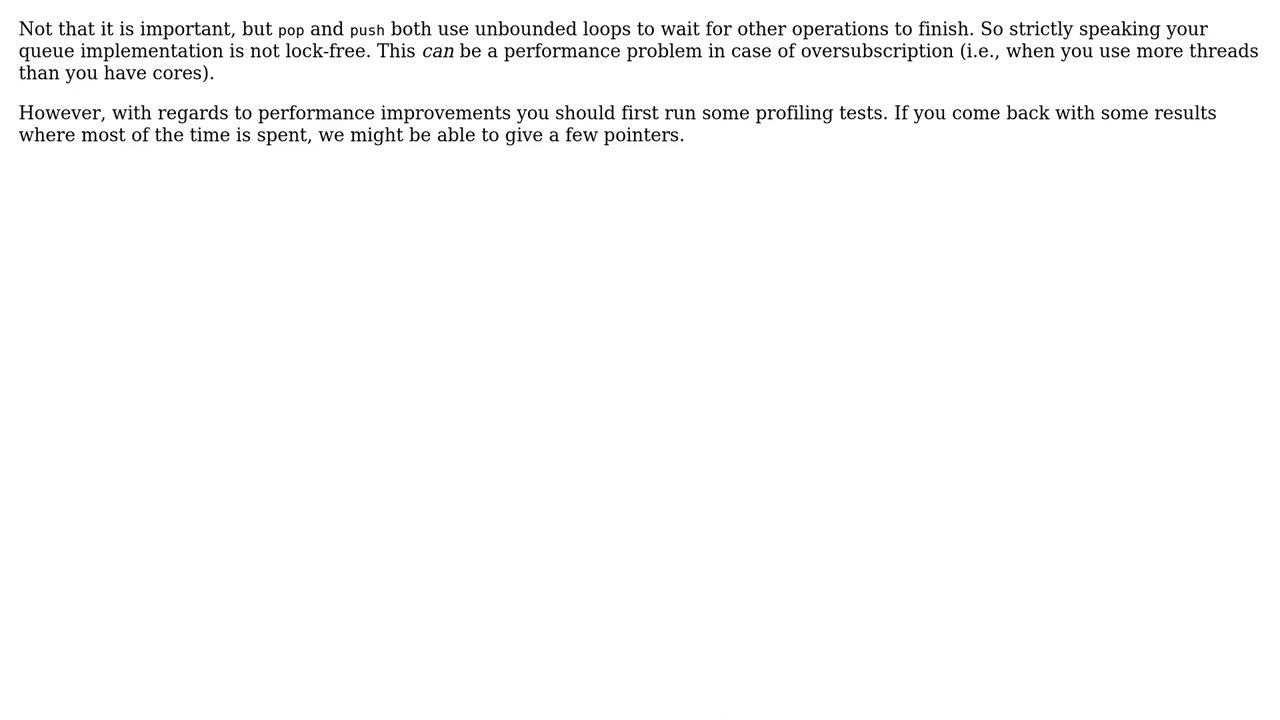 Not that it is important, but pop and push both use unbounded loops to wait for other operations to finish. So strictly speaking your
queue implementation is not lock-free. This can be a performance problem in case of oversubscription (i.e., when you use more threads
than you have cores).
However, with regards to performance improvements you should first run some profiling tests. If you come back with some results
where most of the time is spent, we might be able to give a few pointers.